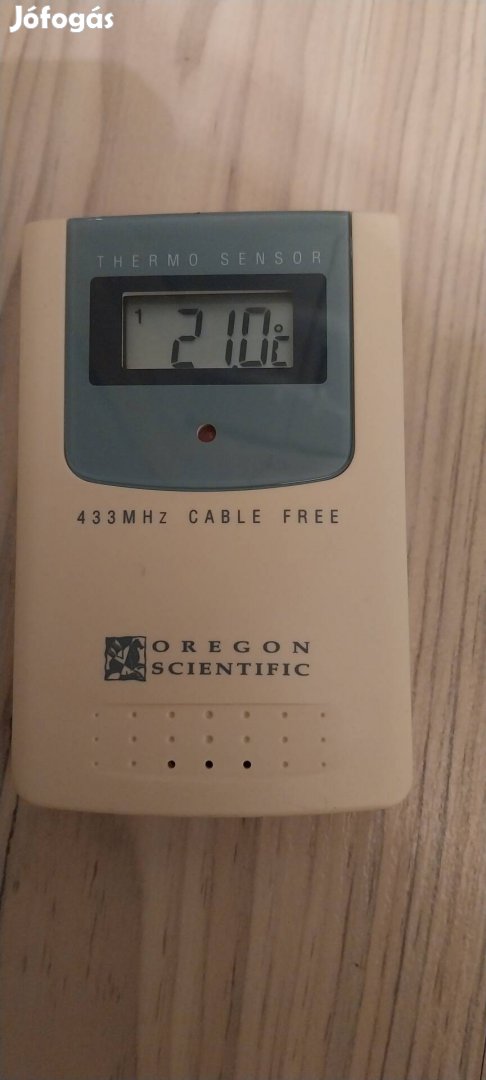 Jófogás
THERMO SENSOR
1 21.0°C
433MHz CABLE FREE
OREGON
SCIENTIFIC